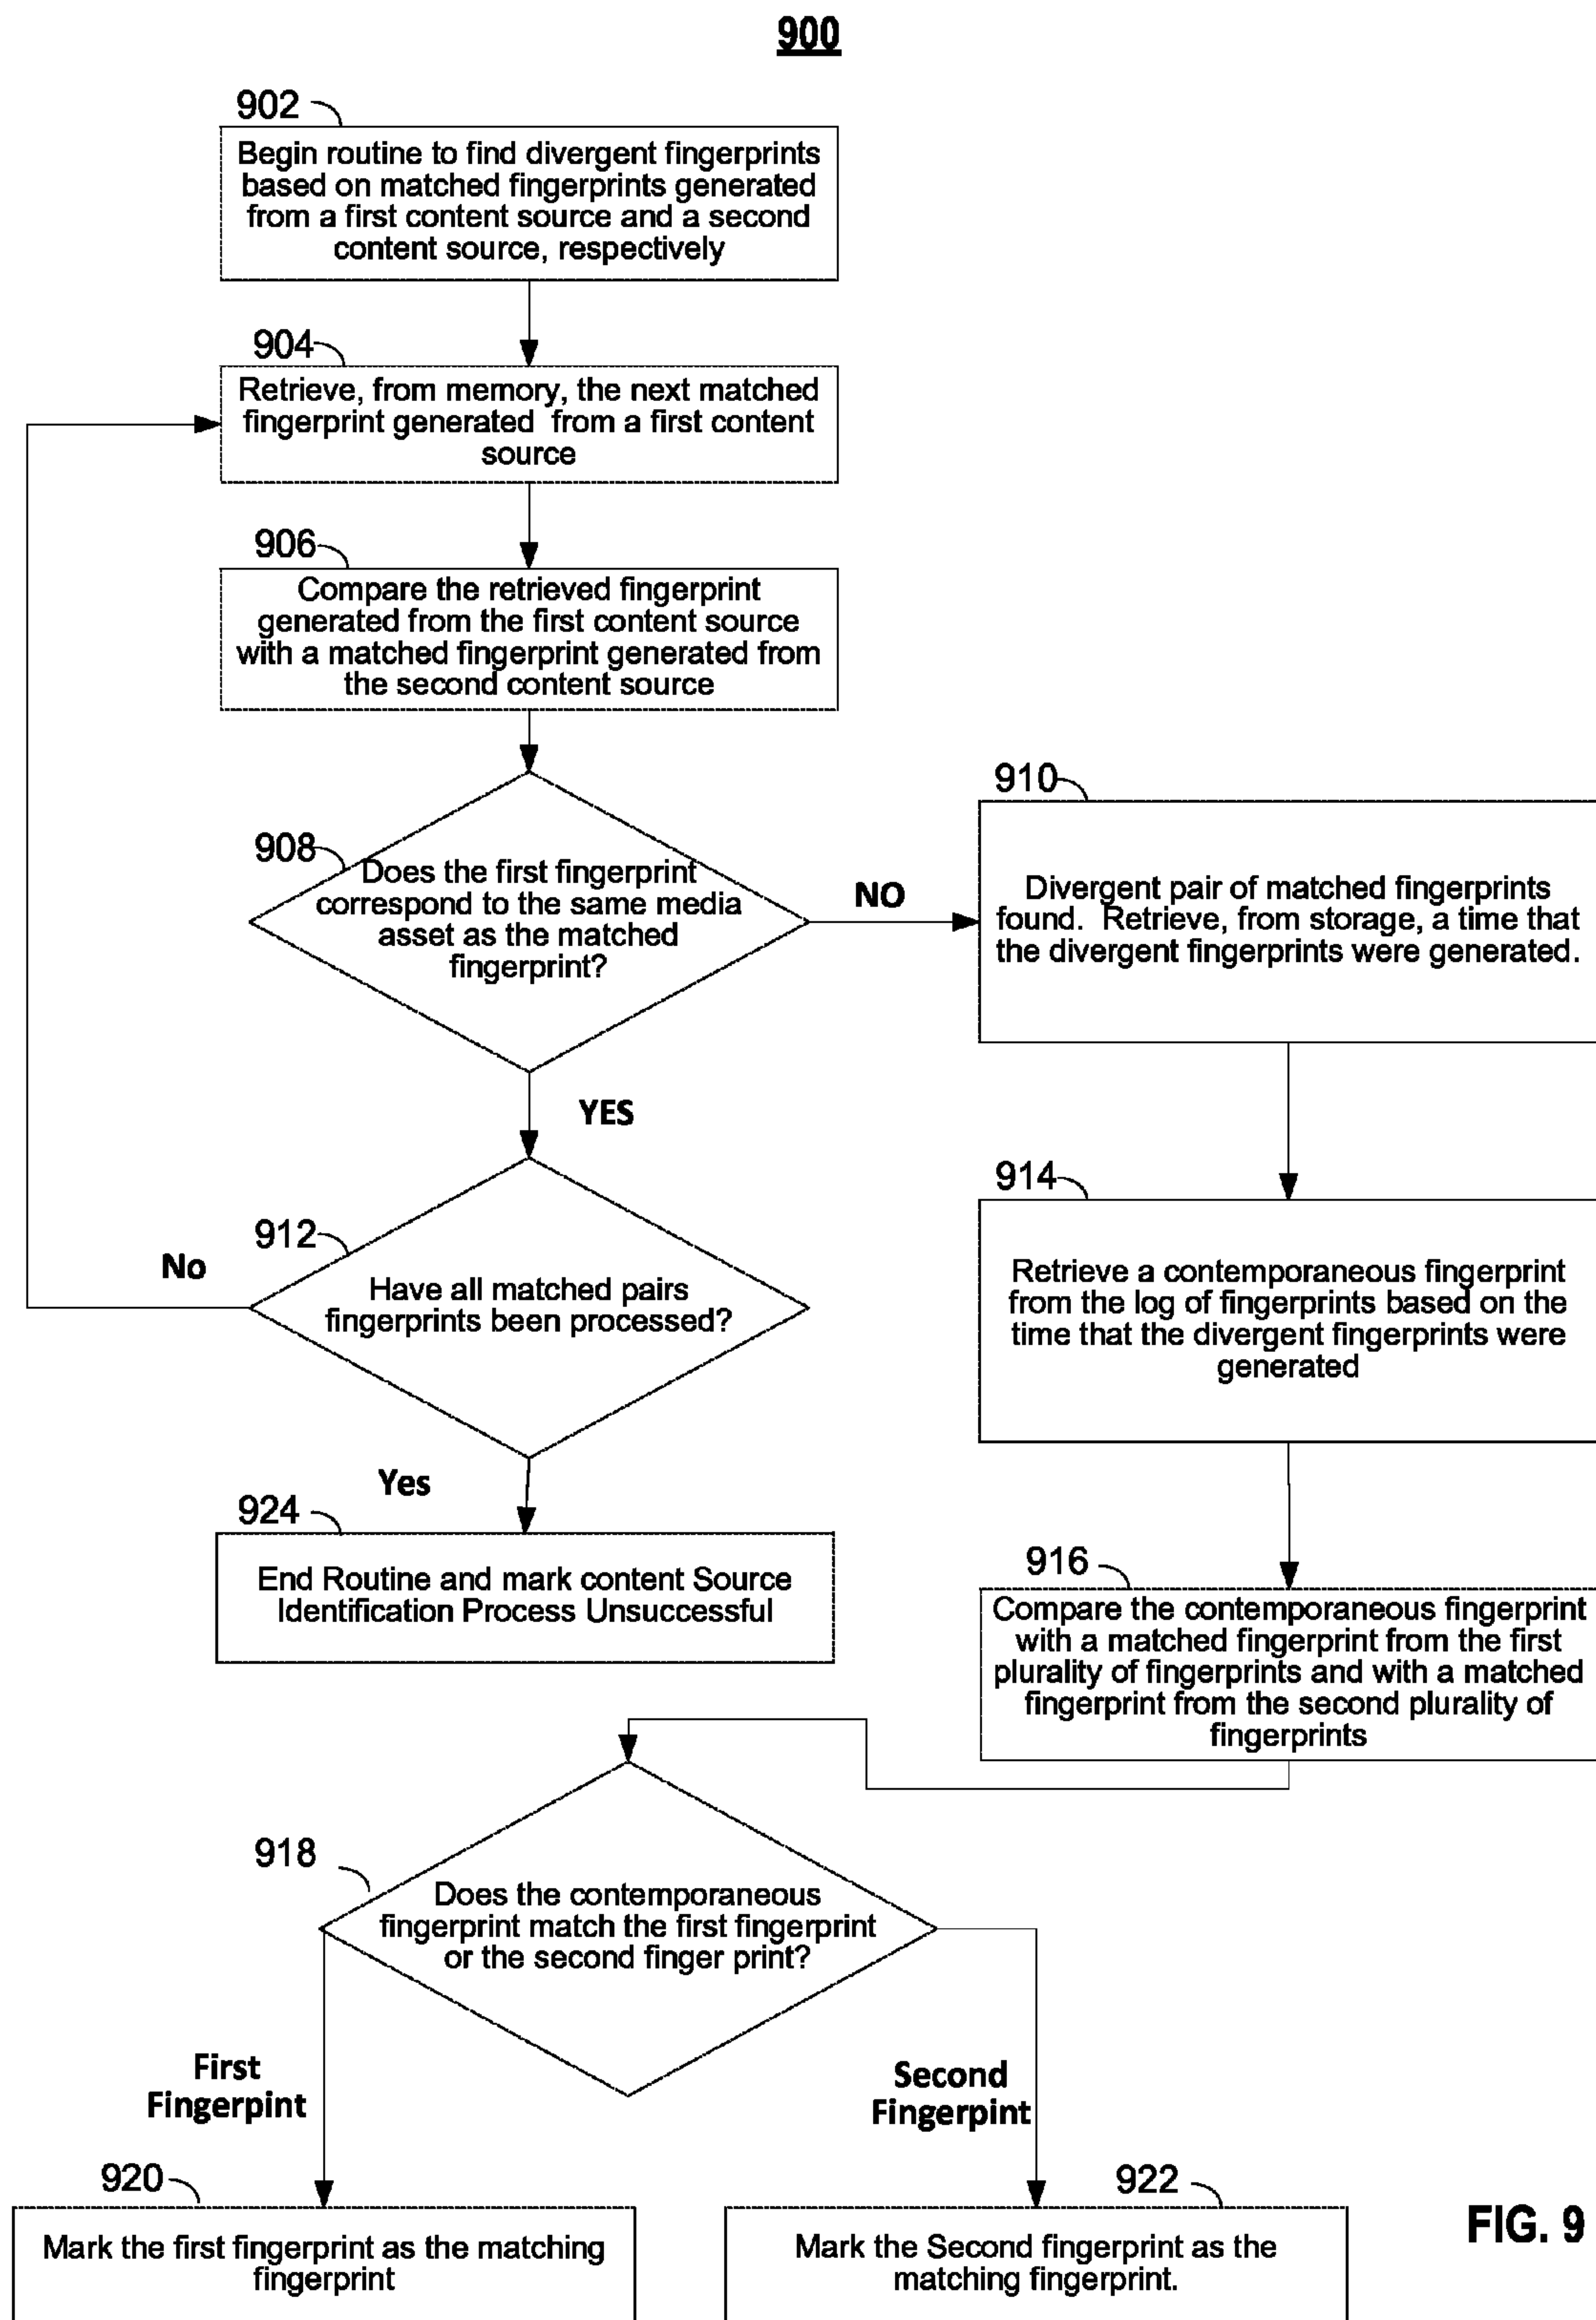 900
902
Begin routine to find divergent fingerprints
based on matched fingerprints generated
from a first content source and a second
content source, respectively
904
Retrieve, from memory, the next matched
fingerprint generated from a first content
source
906
Compare the retrieved fingerprint
generated from the first content source
with a matched fingerprint generated from
the second content source
908
Does the first fingerprint
correspond to the same media
asset as the matched
fingerprint?
NO
910
Divergent pair of matched fingerprints
found. Retrieve, from storage, a time that
the divergent fingerprints were generated.
YES
912
Have all matched pairs
fingerprints been processed?
No
Yes
914
Retrieve a contemporaneous fingerprint
from the log of fingerprints based on the
time that the divergent fingerprints were
generated
924
End Routine and mark content Source
Identification Process Unsuccessful
916
Compare the contemporaneous fingerprint
with a matched fingerprint from the first
plurality of fingerprints and with a matched
fingerprint from the second plurality of
fingerprints
918
Does the contemporaneous
fingerprint match the first fingerprint
or the second finger print?
First
Fingerpint
Second
Fingerpint
920
Mark the first fingerprint as the matching
fingerprint
922
Mark the Second fingerprint as the
matching fingerprint.
FIG. 9